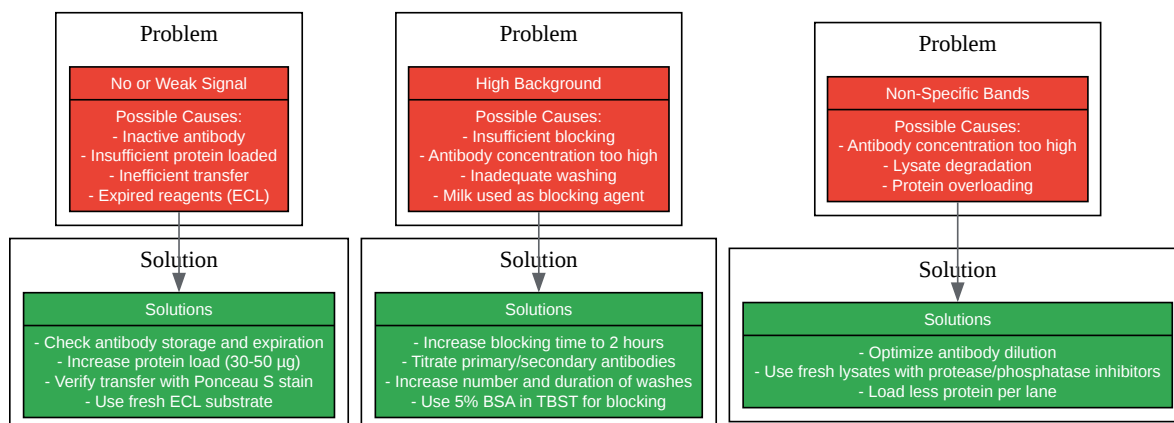 Problem
No or Weak Signal
Possible Causes:
- Inactive antibody
- Insufficient protein loaded
- Inefficient transfer
- Expired reagents (ECL)
Solution
Solutions
- Check antibody storage and expiration
- Increase protein load (30-50 µg)
- Verify transfer with Ponceau S stain
- Use fresh ECL substrate
Problem
High Background
Possible Causes:
- Insufficient blocking
- Antibody concentration too high
- Inadequate washing
- Milk used as blocking agent
Solution
Solutions
- Increase blocking time to 2 hours
- Titrate primary/secondary antibodies
- Increase number and duration of washes
- Use 5% BSA in TBST for blocking
Problem
Non-Specific Bands
Possible Causes:
- Antibody concentration too high
- Lysate degradation
- Protein overloading
Solution
Solutions
- Optimize antibody dilution
- Use fresh lysates with protease/phosphatase inhibitors
- Load less protein per lane